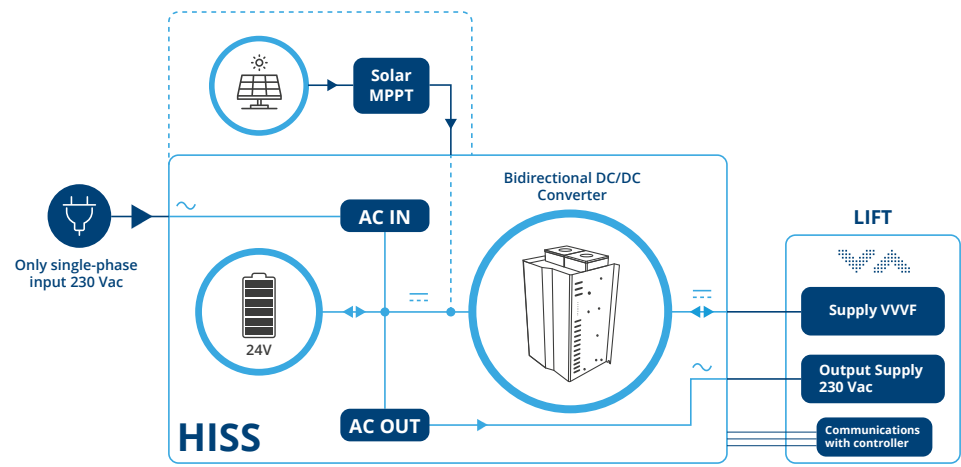 Solar
MPPT
Bidirectional DC/DC
Converter
AC IN
LIFT
Only single-phase
input 230 Vac
24V
Supply VVVF
Output Supply
230 Vac
AC OUT
HISS
Communications
with controller